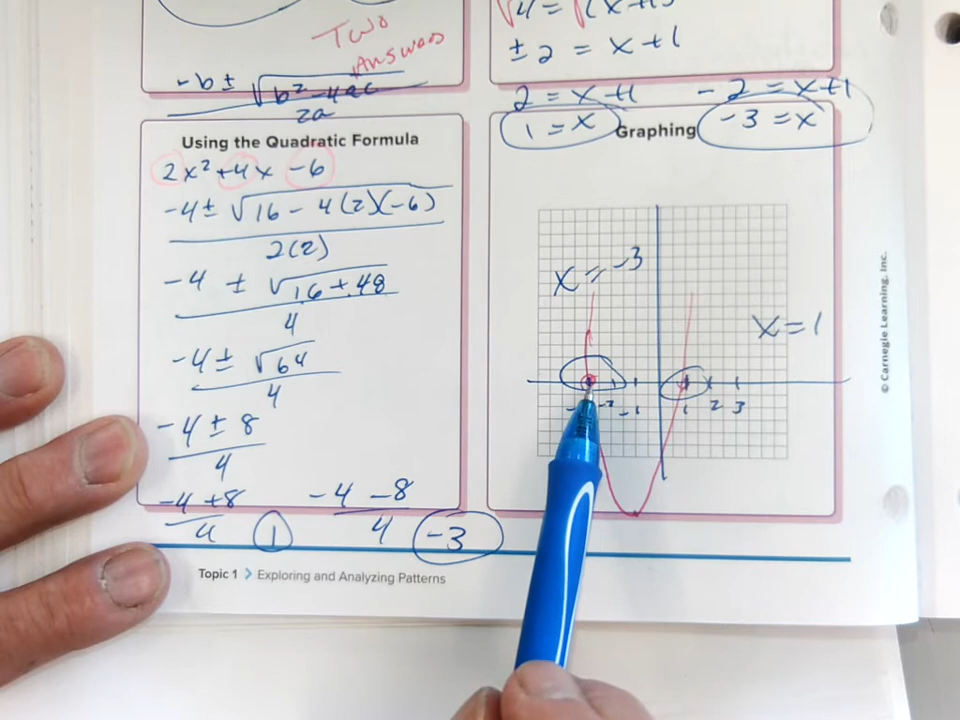 Two
Answers
-b ± √b² - 4ac
2a
√4 = √(x+1)
± 2 = x + 1
2 = x + 1
- 2 = x + 1
1 = x
-3 = x
Using the Quadratic Formula
2x² + 4x - 6
-4 ± √16 - 4(2)(-6)
2(2)
-4 ± √16 + 48
4
-4 ± √64
4
-4 ± 8
4
-4 + 8
4
1
-4 - 8
4
-3
Graphing
x = -3
x = 1
-2 -1 1 2 3
© Carnegie Learning, Inc.
Topic 1 > Exploring and Analyzing Patterns